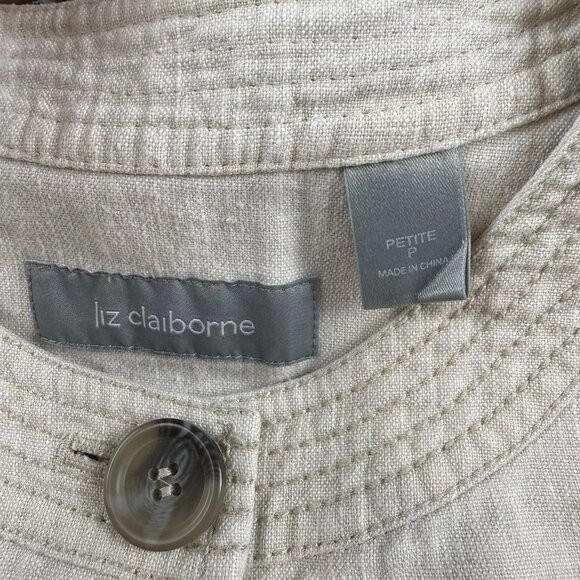 liz claiborne
PETITE
P
MADE IN CHINA